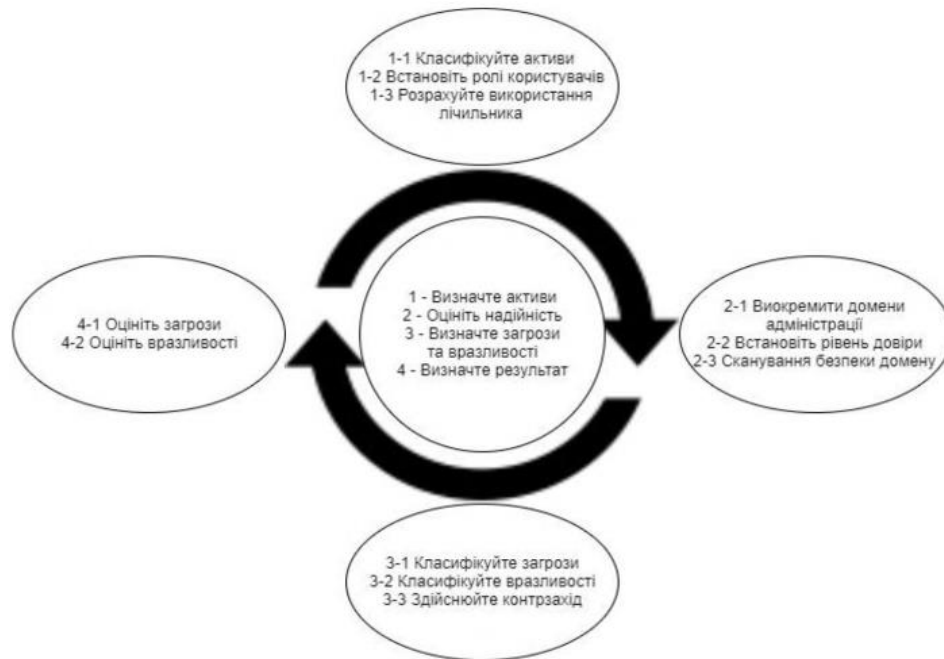 1-1 Класифікуйте активи
1-2 Встановіть ролі користувачів
1-3 Розрахуйте використання
лічильника
4-1 Оцініть загрози
4-2 Оцініть вразливості
1 - Визначте активи
2 - Оцініть надійність
3 - Визначте загрози
та вразливості
4 - Визначте результат
2-1 Виокремити домени
адміністрації
2-2 Встановіть рівень довіри
2-3 Сканування безпеки домену
3-1 Класифікуйте загрози
3-2 Класифікуйте вразливості
3-3 Здійснюйте контрзахід